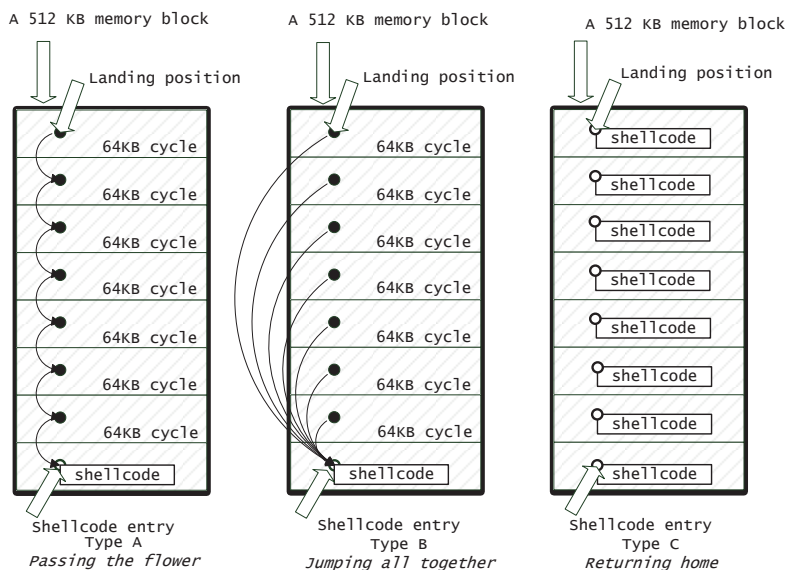 A 512 KB memory block
Landing position
64KB cycle
64KB cycle
64KB cycle
64KB cycle
64KB cycle
64KB cycle
64KB cycle
shellcode
Shellcode entry
Type A
Passing the flower
A 512 KB memory block
Landing position
64KB cycle
64KB cycle
64KB cycle
64KB cycle
64KB cycle
64KB cycle
64KB cycle
shellcode
Shellcode entry
Type B
Jumping all together
A 512 KB memory block
Landing position
shellcode
shellcode
shellcode
shellcode
shellcode
shellcode
shellcode
shellcode
Shellcode entry
Type C
Returning home